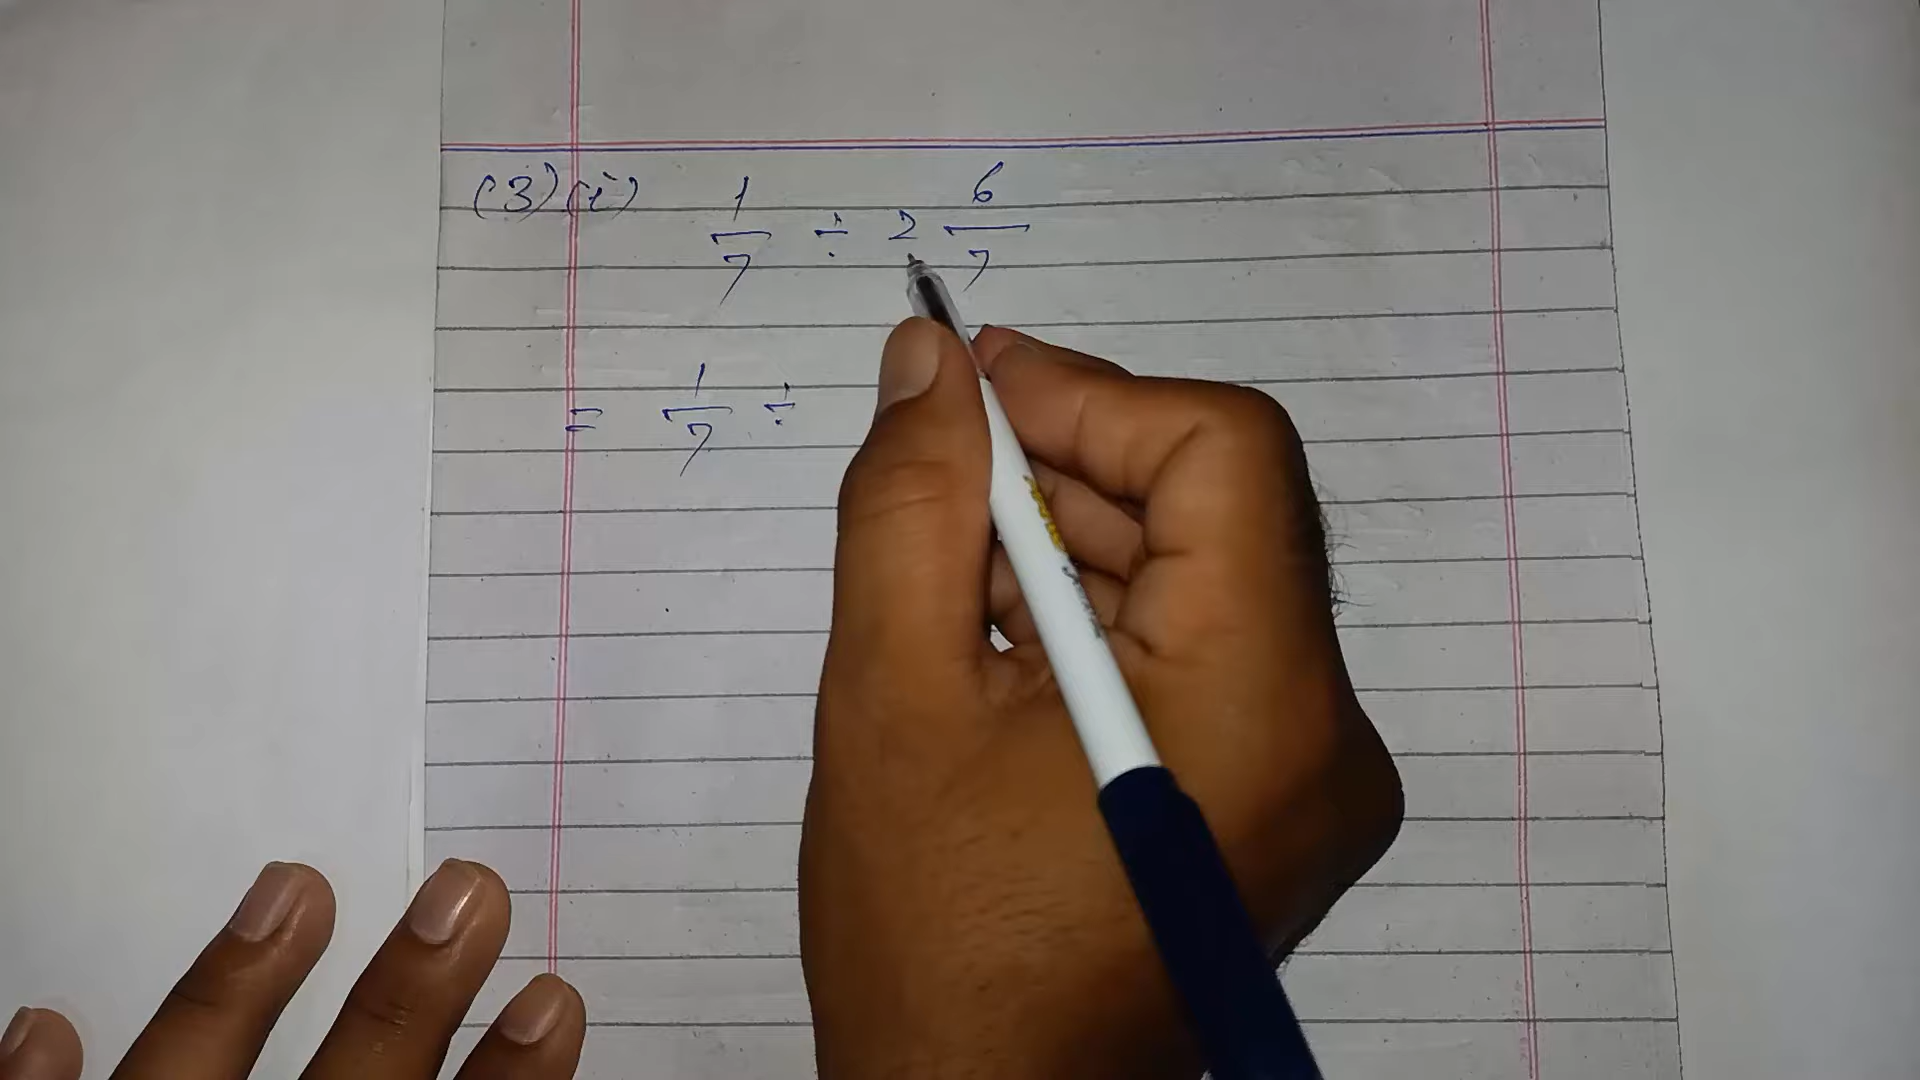 (3) (i) 1/7 ÷ 2 6/7
= 1/7 ÷